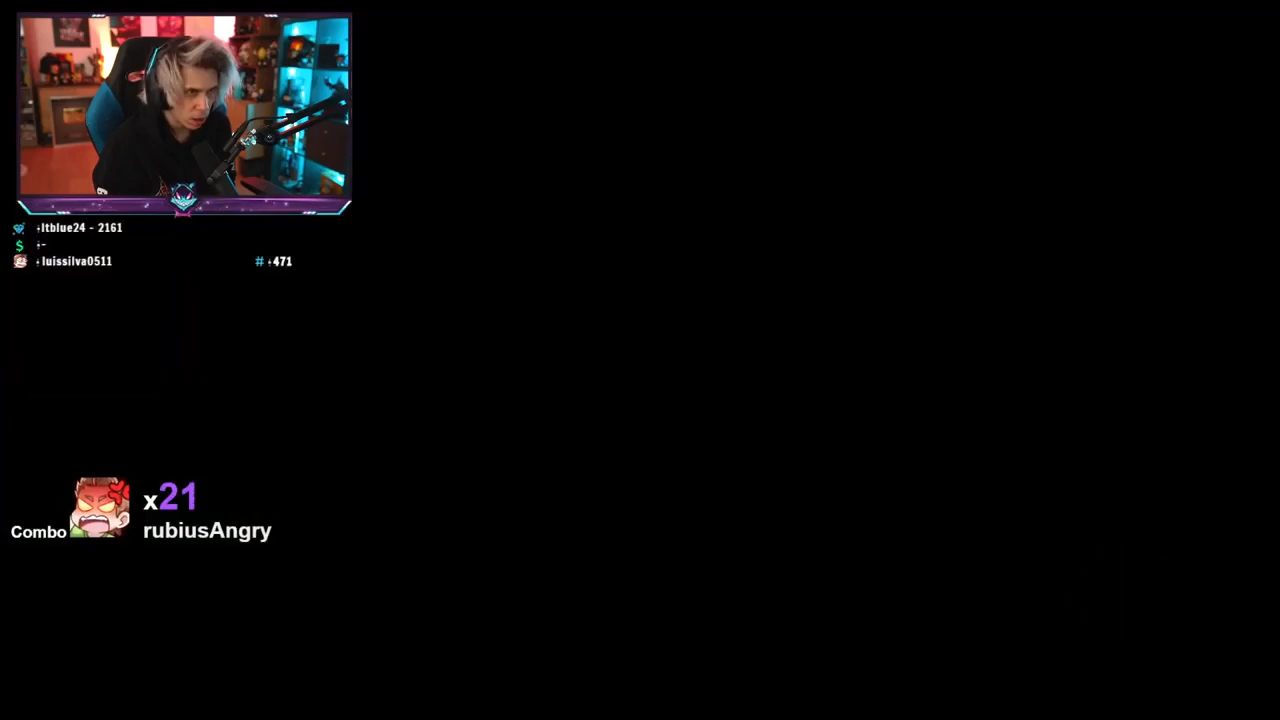 ltblue24 - 2161
$ -
luissilva0511 # 471
x21
Combo rubiusAngry